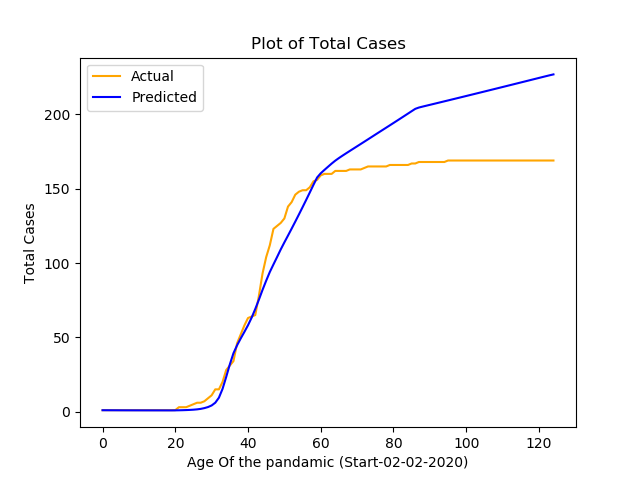 Plot of Total Cases
Actual
Predicted
Total Cases
200
150
100
50
0
0 20 40 60 80 100 120
Age Of the pandamic (Start-02-02-2020)